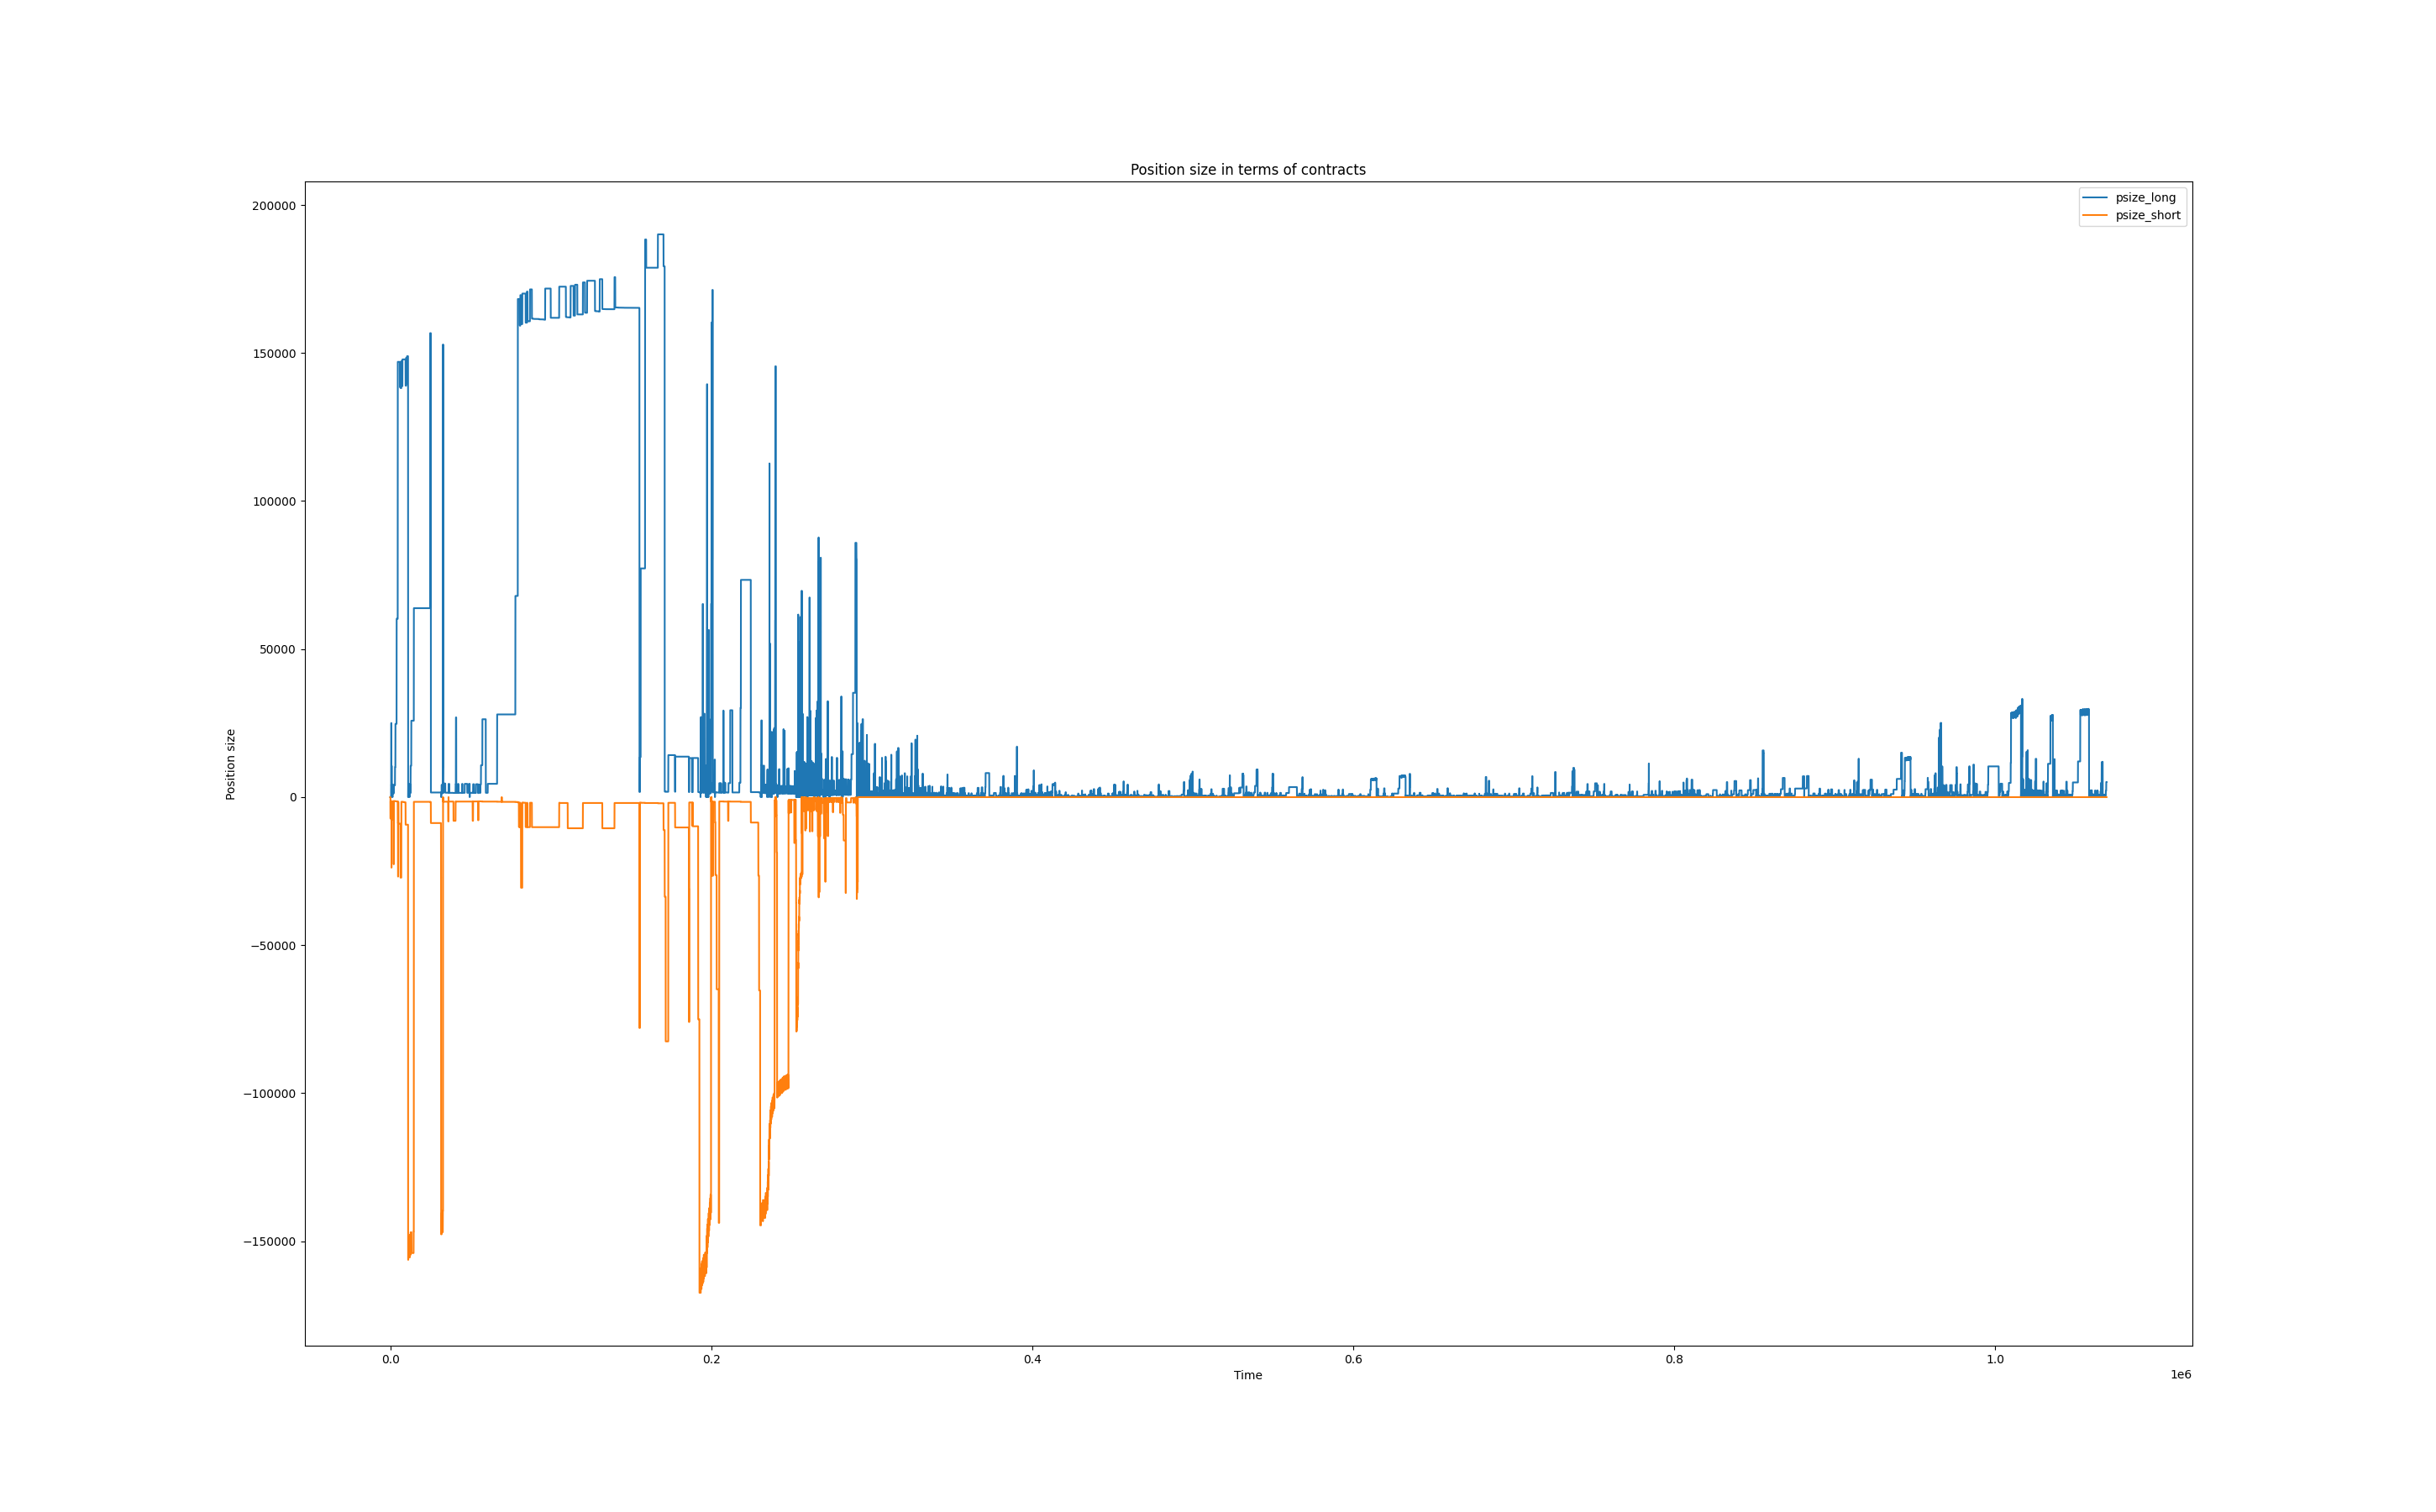 Position size in terms of contracts
psize_long
psize_short
200000
150000
100000
50000
0
−50000
−100000
−150000
Position size
0.0 0.2 0.4 0.6 0.8 1.0
Time
1e6